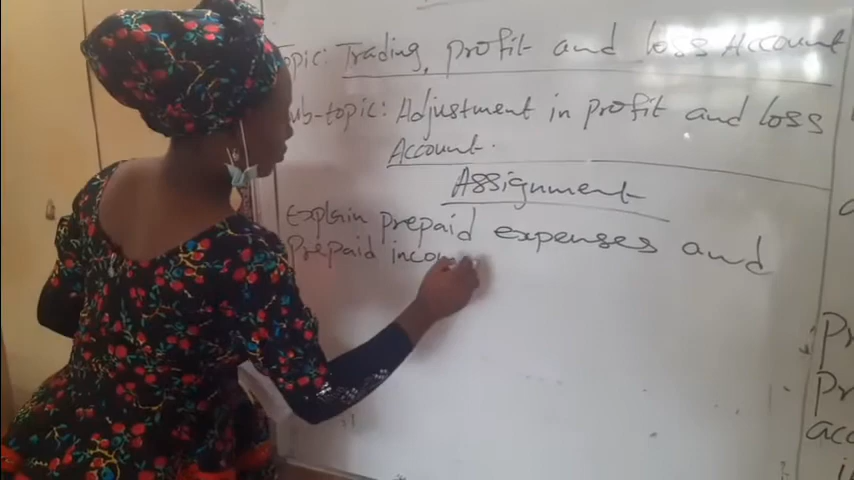 Topic: Trading, profit and loss Account
Sub-topic: Adjustment in profit and loss
Account.
Assignment
Explain prepaid expenses and
Prepaid incom